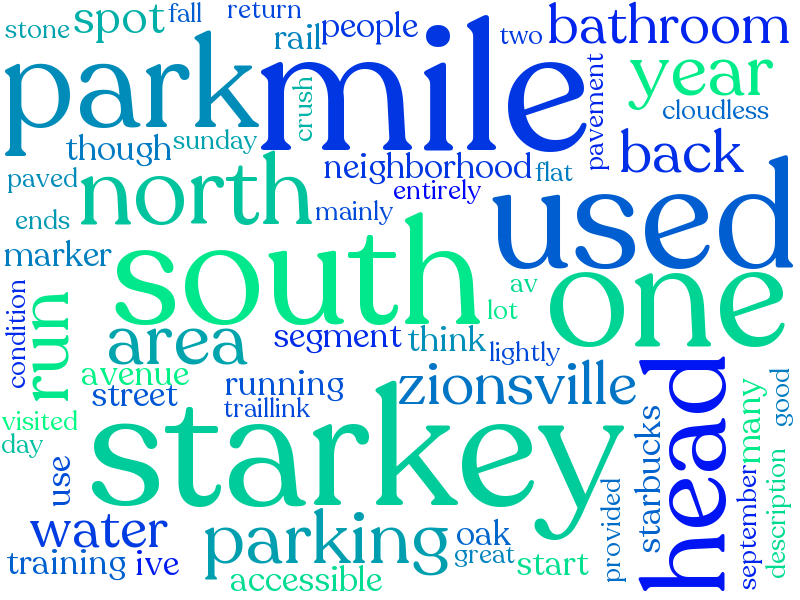 stone
spot
fall
return
rail
people
two
bathroom
park
mile
crush
pavement
year
cloudless
though
sunday
neighborhood
back
paved
north
entirely
flat
used
ends
mainly
marker
south
av
lot
one
condition
run
area
segment
think
lightly
avenue
street
running
traillink
zionsville
head
many
good
visited
day
starkey
starbucks
use
water
parking
oak
great
start
provided
september
description
training
ive
accessible